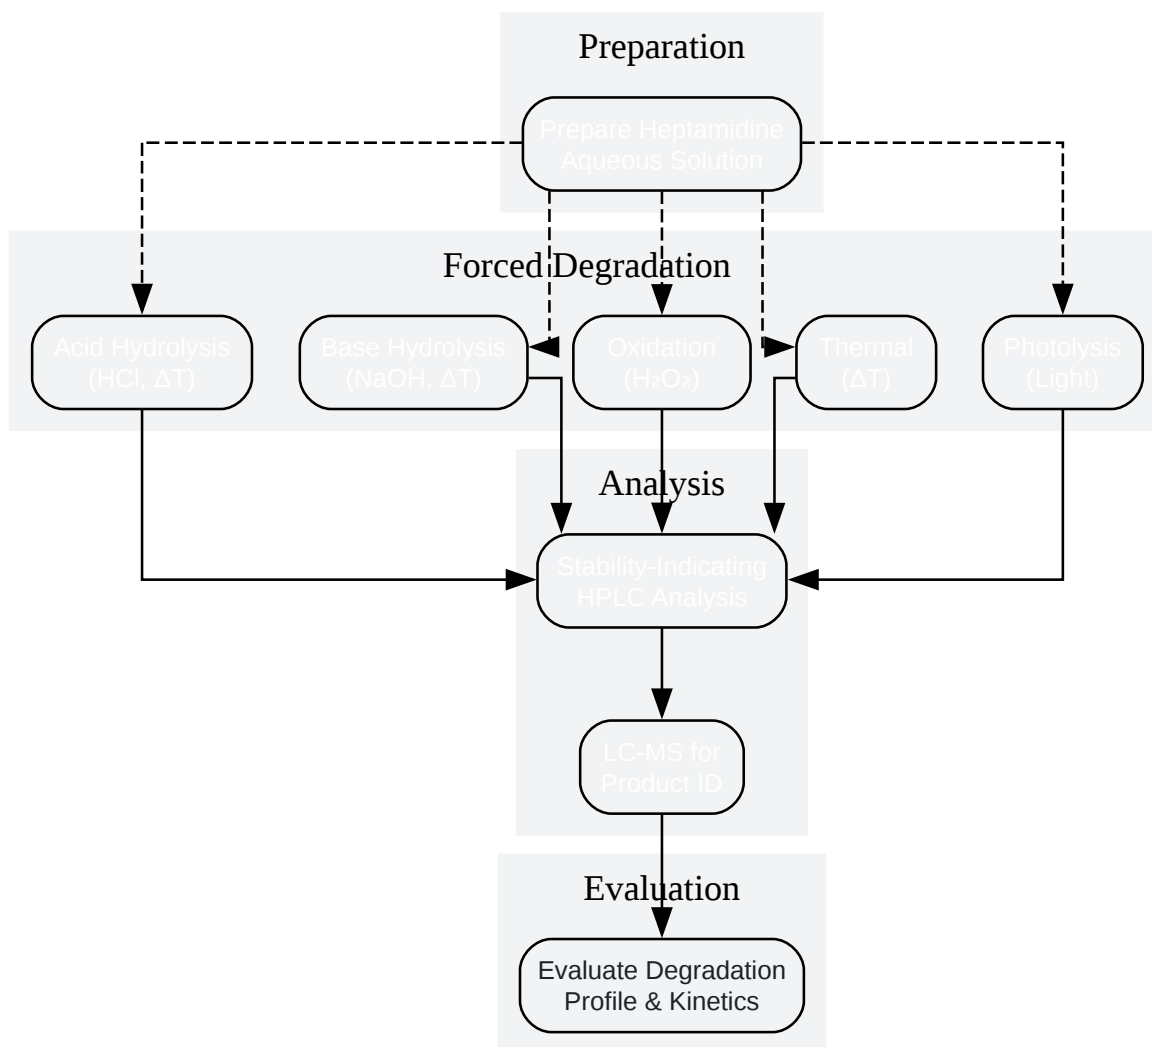 Preparation
Prepare Heptamidine
Aqueous Solution
Forced Degradation
Acid Hydrolysis
(HCl, ΔT)
Base Hydrolysis
(NaOH, ΔT)
Oxidation
(H₂O₂)
Thermal
(ΔT)
Photolysis
(Light)
Analysis
Stability-Indicating
HPLC Analysis
LC-MS for
Product ID
Evaluation
Evaluate Degradation
Profile & Kinetics